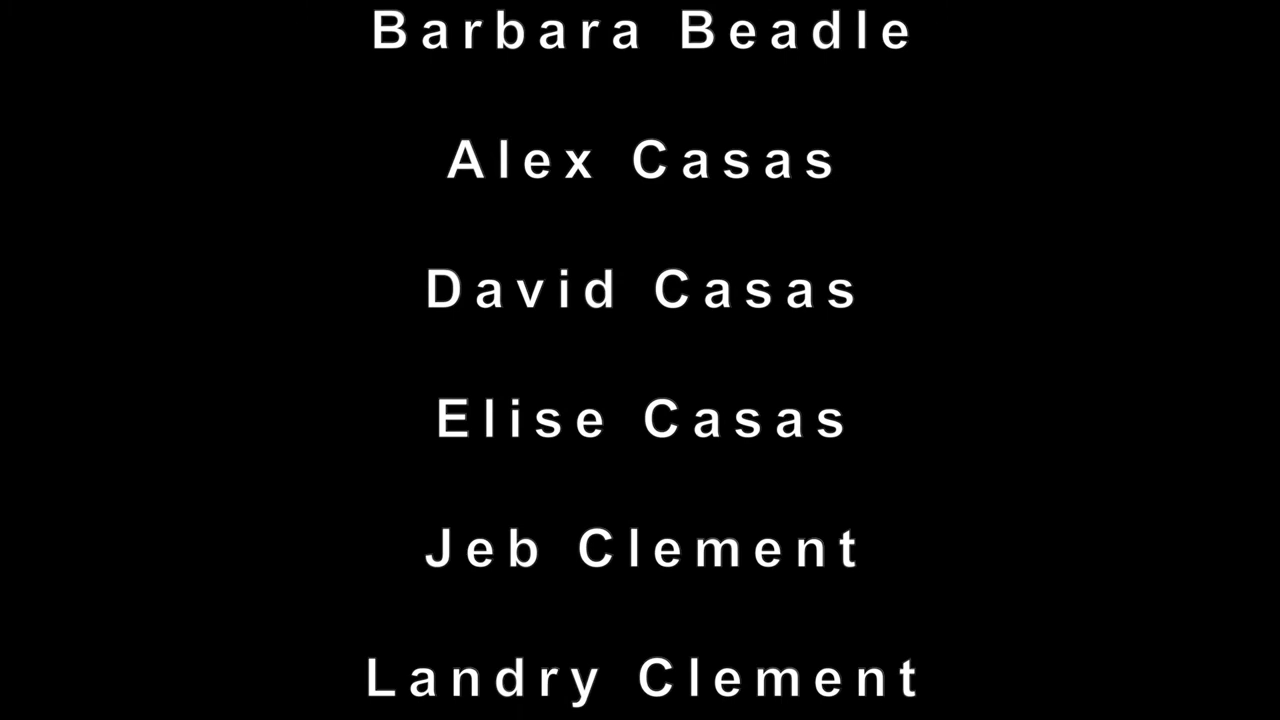 Barbara Beadle
Alex Casas
David Casas
Elise Casas
Jeb Clement
Landry Clement